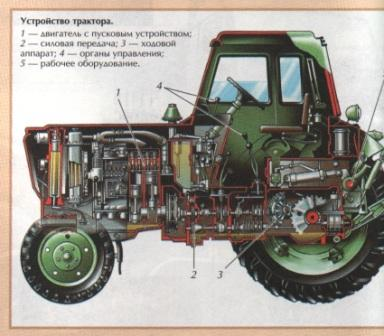 Устройство трактора.
1 — двигатель с пусковым устройством;
2 — силовая передача; 3 — ходовой
аппарат; 4 — органы управления;
5 — рабочее оборудование.
4
1
2
3